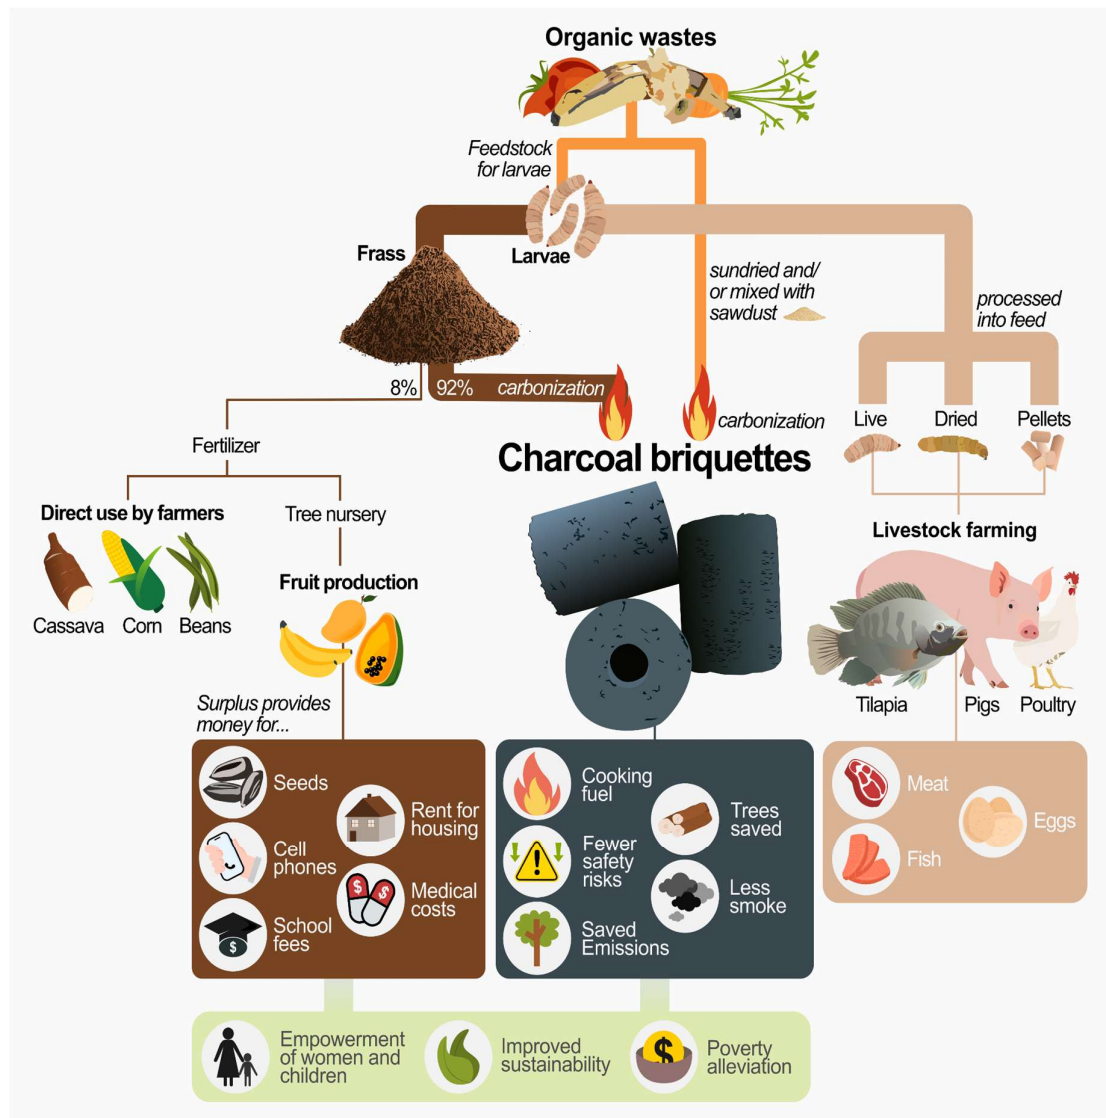 Organic wastes
Feedstock
for larvae
Frass
Larvae
sundried and/
or mixed with
sawdust
processed
into feed
8%
92%
carbonization
carbonization
Live
Dried
Pellets
Fertilizer
Charcoal briquettes
Direct use by farmers
Tree nursery
Livestock farming
Fruit production
Cassava
Corn
Beans
Tilapia
Pigs
Poultry
Surplus provides
money for...
Seeds
Rent for
housing
Cell
phones
Medical
costs
School
fees
Cooking
fuel
Trees
saved
Fewer
safety
risks
Less
smoke
Saved
Emissions
Meat
Eggs
Fish
Empowerment
of women and
children
Improved
sustainability
Poverty
alleviation